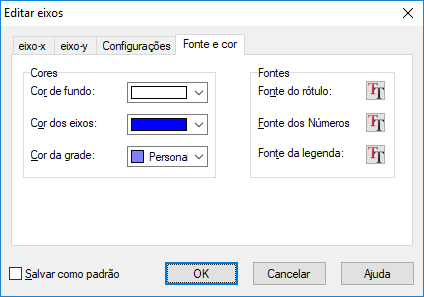 Editar eixos
eixo-x eixo-y Configurações Fonte e cor
Cores
Cor de fundo:
Cor dos eixos:
Cor da grade: Persona
Fontes
Fonte do rótulo:
Fonte dos Números
Fonte da legenda:
Salvar como padrão OK Cancelar Ajuda